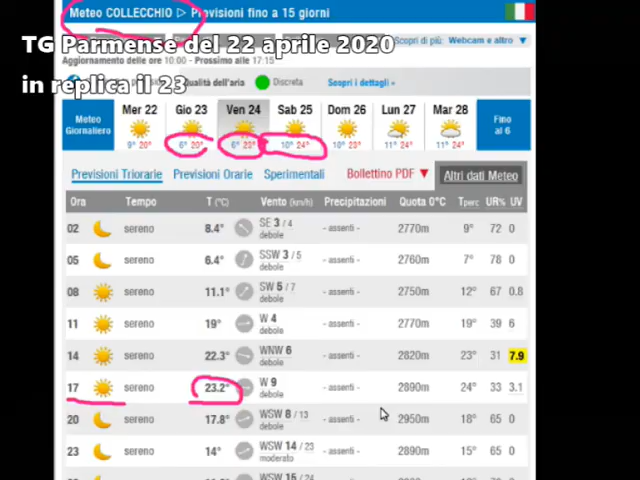 Meteo COLLECCHIO ▷ Previsioni fino a 15 giorni
TG Parmense del 22 aprile 2020
in replica il 23
Scopri di più: Webcam e altro ▼
Aggiornamento delle ore 10:00 - Prossimo alle 17:15
Qualità dell'aria Discreta Scopri i dettagli »
Meteo Giornaliero
Mer 22 Gio 23 Ven 24 Sab 25 Dom 26 Lun 27 Mar 28
Fino al 6
9° 20° 6° 20° 6° 23° 10° 24° 10° 23° 11° 24° 11° 24°
Previsioni Triorarie Previsioni Orarie Sperimentali Bollettino PDF ▼ Altri dati Meteo
Ora Tempo T (°C) Vento (km/h) Precipitazioni Quota 0°C Tperc UR% UV
02 sereno 8.4° SE 3 / 4 debole - assenti - 2770m 9° 72 0
05 sereno 6.4° SSW 3 / 5 debole - assenti - 2760m 7° 78 0
08 sereno 11.1° SW 5 / 7 debole - assenti - 2750m 12° 67 0.8
11 sereno 19° W 4 debole - assenti - 2770m 19° 39 6
14 sereno 22.3° WNW 6 debole - assenti - 2820m 23° 31 7.9
17 sereno 23.2° W 9 debole - assenti - 2890m 24° 33 3.1
20 sereno 17.8° WSW 8 / 13 debole - assenti - 2950m 18° 65 0
23 sereno 14° WSW 14 / 23 moderato - assenti - 2890m 15° 65 0
WSW 15 / 24